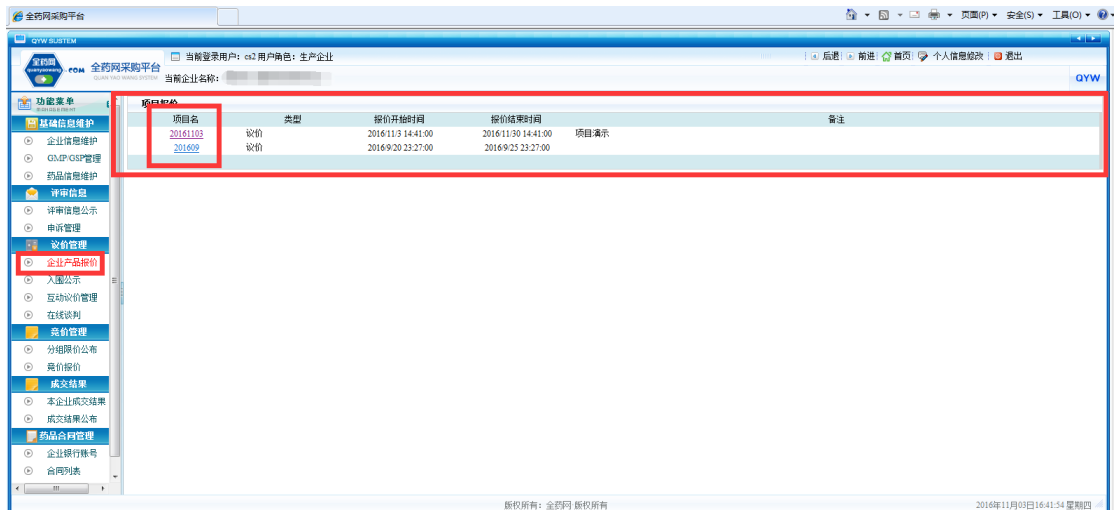 全药网采购平台
页面(P) 安全(S) 工具(O)
QYW SUSTEM
全药网 .COM 全药网采购平台
当前登录用户: cs2 用户角色: 生产企业
后退 前进 首页 个人信息修改 退出
当前企业名称:
QYW
功能菜单
项目报价
基础信息维护
企业信息维护
GMP/GSP管理
药品信息维护
评审信息
评审信息公示
申诉管理
议价管理
企业产品报价
入围公示
互动议价管理
在线谈判
竞价管理
分组限价公布
竞价报价
成交结果
本企业成交结果
成交结果公布
药品合同管理
企业银行账号
合同列表
项目名 类型 报价开始时间 报价结束时间 备注
20161103 议价 2016/11/3 14:41:00 2016/11/30 14:41:00 项目演示
201609 议价 2016/9/20 23:27:00 2016/9/25 23:27:00
版权所有: 全药网 版权所有
2016年11月03日16:41:54 星期四